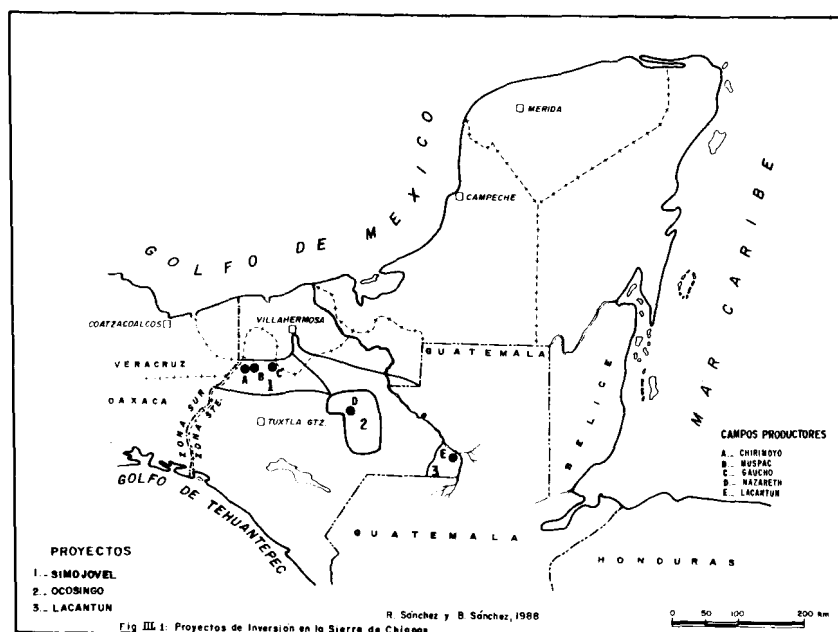 GOLFO DE MEXICO
MERIDA
CAMPECHE
MAR CARIBE
COATZACOALCOS
VILLAHERMOSA
GUATEMALA
VERACRUZ
A B C
1
OAXACA
ZONA SUR
ZONA STE.
D
2
TUXTLA GTZ.
BELICE
E
3
GOLFO DE TEHUANTEPEC
GUATEMALA
HONDURAS
CAMPOS PRODUCTORES
A.. CHIRIMOYO
B.. MUSPAC
C.. GAUCHO
D.. NAZARETH
E.. LACANTUN
PROYECTOS
1.. SIMOJOVEL
2.. OCOSINGO
3.. LACANTUN
R. Sánchez y B. Sánchez, 1988
0 50 100 200 km
Fig III. 1: Proyectos de Inversión en la Sierra de Chiapas